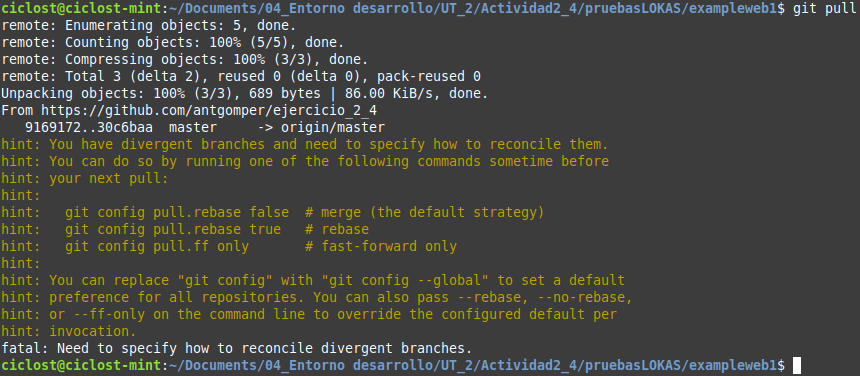 ciclost@ciclost-mint:~/Documents/04_Entorno desarrollo/UT_2/Actividad2_4/pruebasLOKAS/exampleweb1$ git pull
remote: Enumerating objects: 5, done.
remote: Counting objects: 100% (5/5), done.
remote: Compressing objects: 100% (3/3), done.
remote: Total 3 (delta 2), reused 0 (delta 0), pack-reused 0
Unpacking objects: 100% (3/3), 689 bytes | 86.00 KiB/s, done.
From https://github.com/antgomper/ejercicio_2_4
   9169172..30c6baa  master     -> origin/master
hint: You have divergent branches and need to specify how to reconcile them.
hint: You can do so by running one of the following commands sometime before
hint: your next pull:
hint:
hint:   git config pull.rebase false  # merge (the default strategy)
hint:   git config pull.rebase true   # rebase
hint:   git config pull.ff only       # fast-forward only
hint:
hint: You can replace "git config" with "git config --global" to set a default
hint: preference for all repositories. You can also pass --rebase, --no-rebase,
hint: or --ff-only on the command line to override the configured default per
hint: invocation.
fatal: Need to specify how to reconcile divergent branches.
ciclost@ciclost-mint:~/Documents/04_Entorno desarrollo/UT_2/Actividad2_4/pruebasLOKAS/exampleweb1$